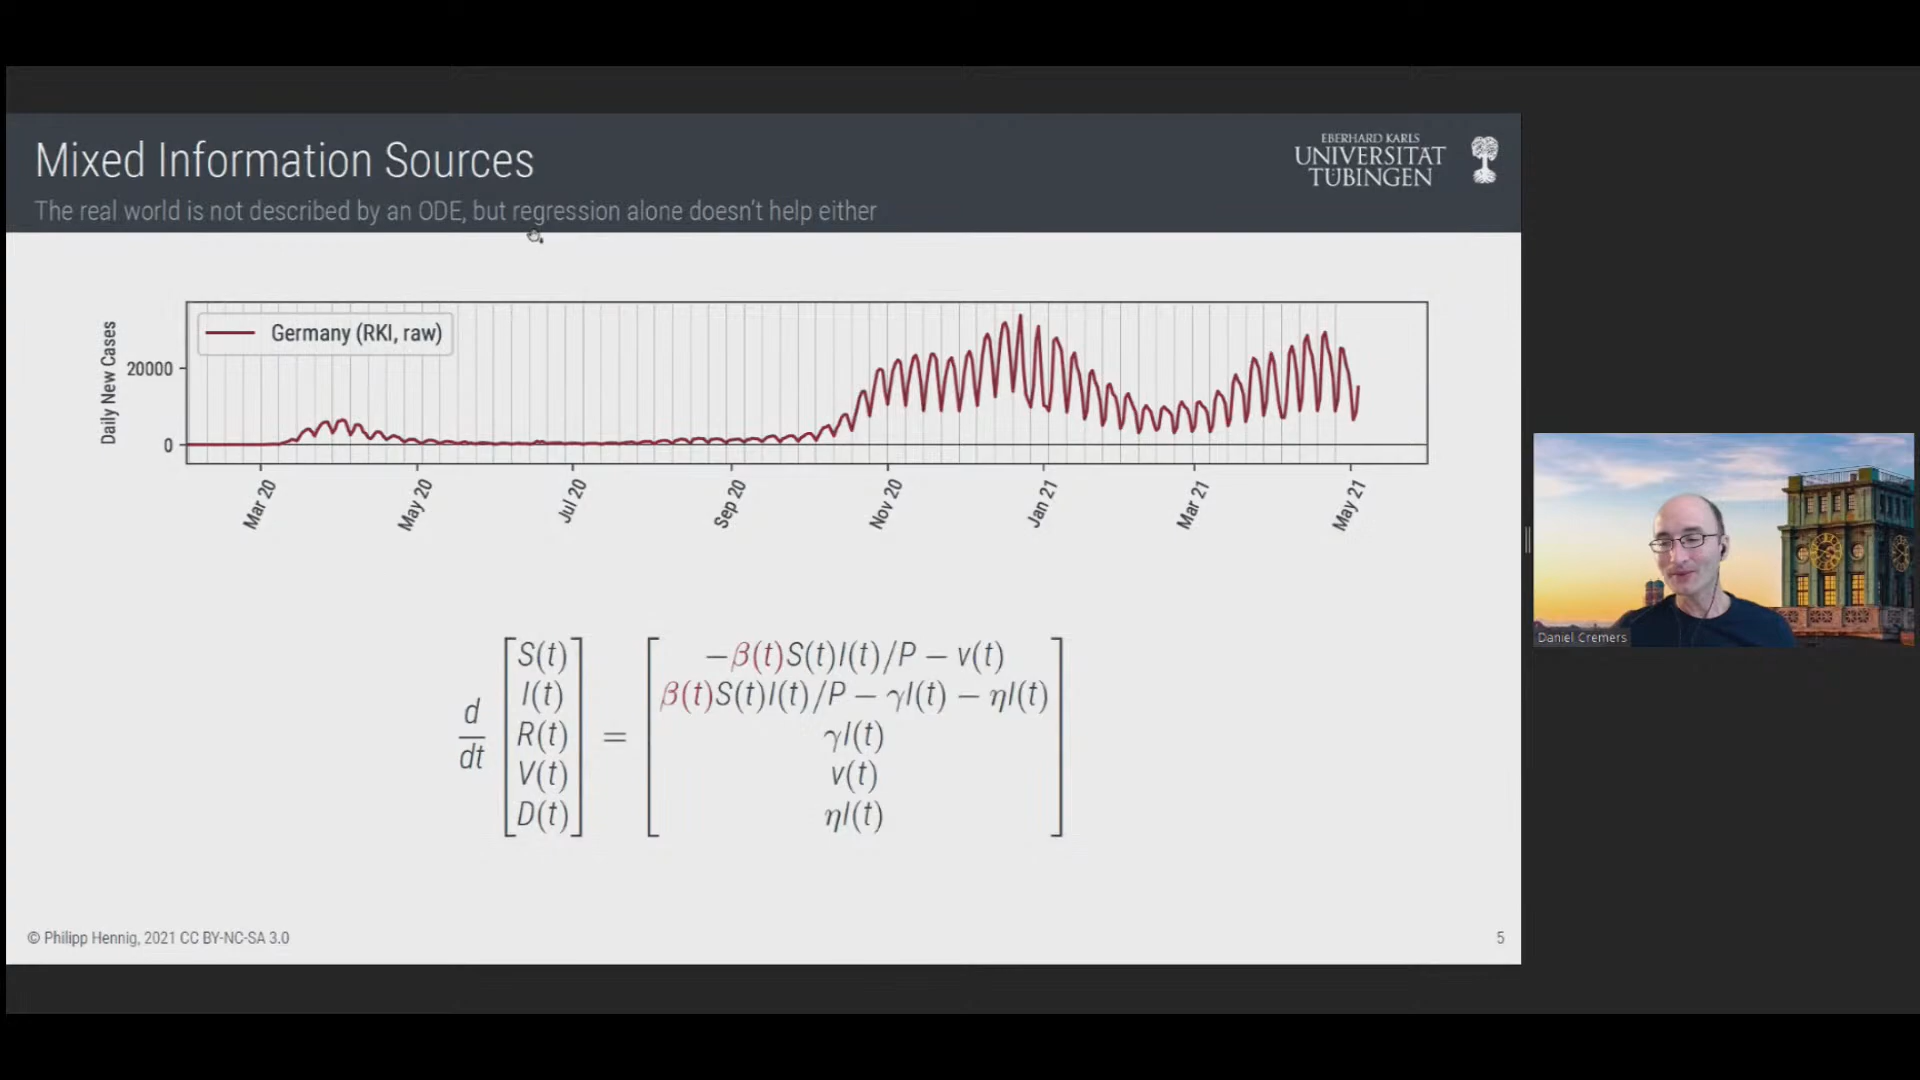 Mixed Information Sources
The real world is not described by an ODE, but regression alone doesn't help either
EBERHARD KARLS
UNIVERSITÄT
TÜBINGEN
Daily New Cases
20000
0
Germany (RKI, raw)
Mar 20
May 20
Jul 20
Sep 20
Nov 20
Jan 21
Mar 21
May 21
d/dt [S(t) I(t) R(t) V(t) D(t)] = 
−β(t)S(t)I(t)/P − v(t)
β(t)S(t)I(t)/P − γI(t) − ηI(t)
γI(t)
v(t)
ηI(t)
Daniel Cremers
© Philipp Hennig, 2021 CC BY-NC-SA 3.0
5